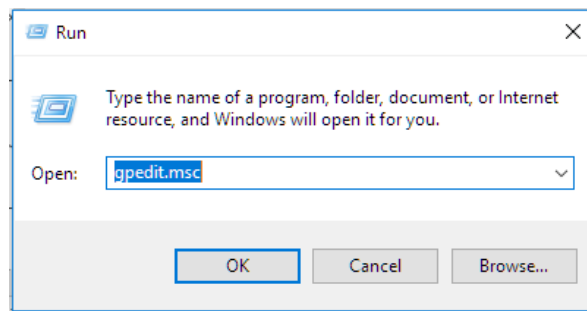 Run
Type the name of a program, folder, document, or Internet
resource, and Windows will open it for you.
Open: gpedit.msc
OK Cancel Browse...